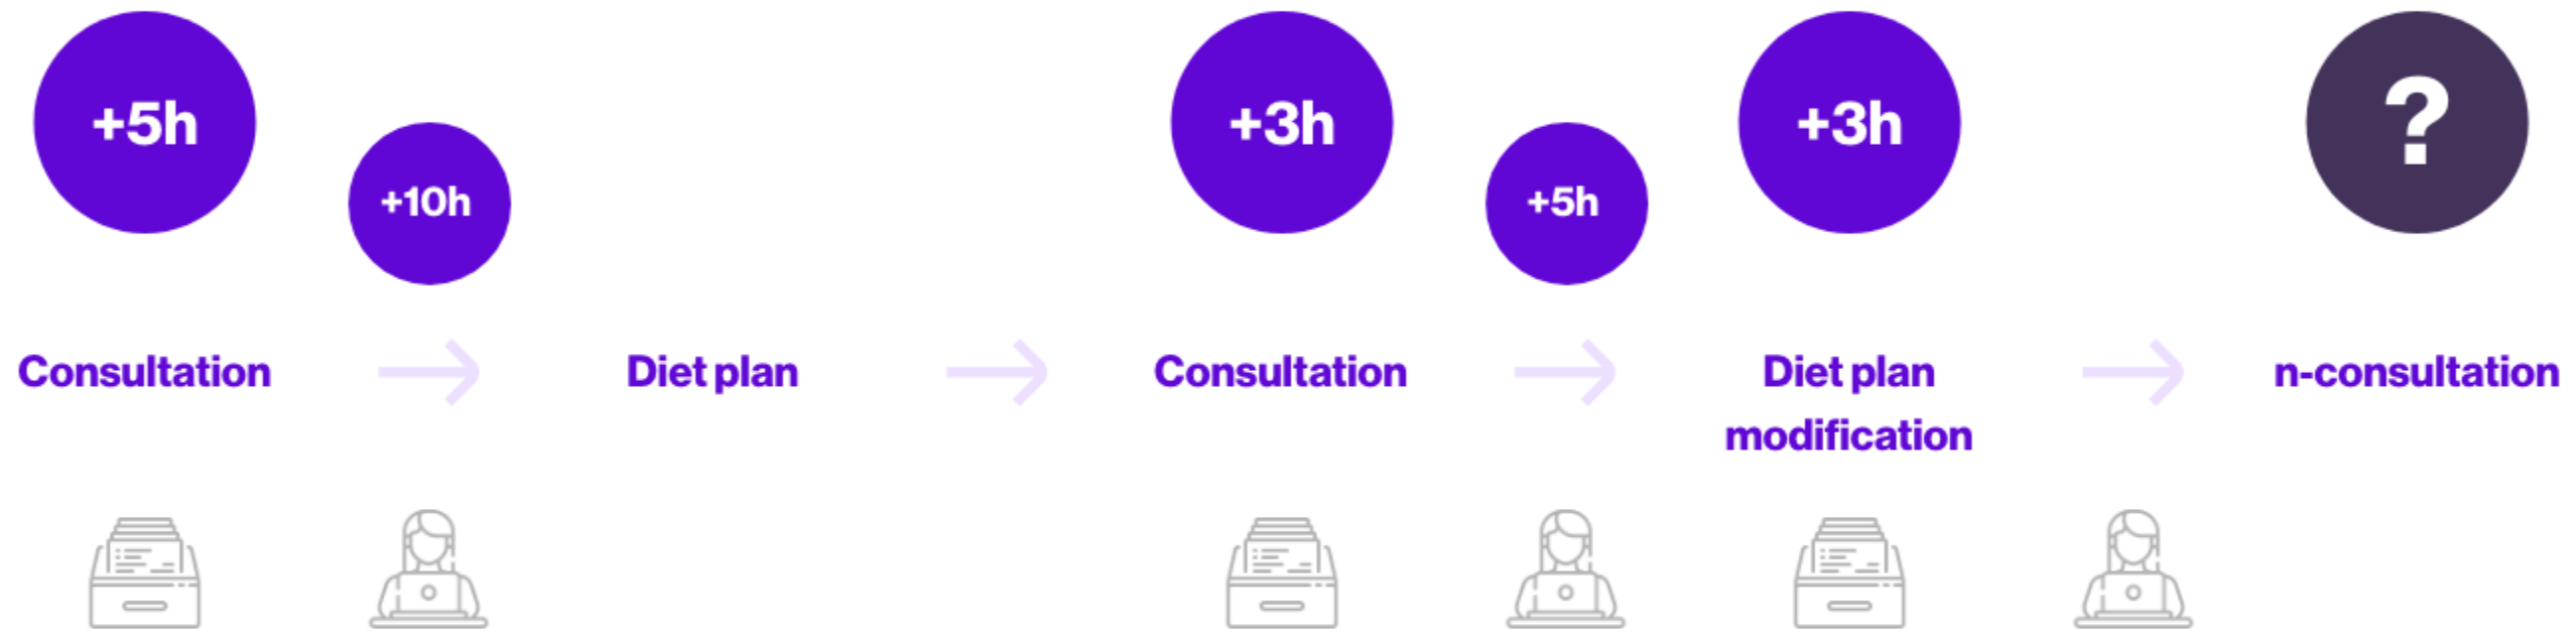 +5h
+10h
+3h
+5h
+3h
?
Consultation
Diet plan
Consultation
Diet plan
modification
n-consultation